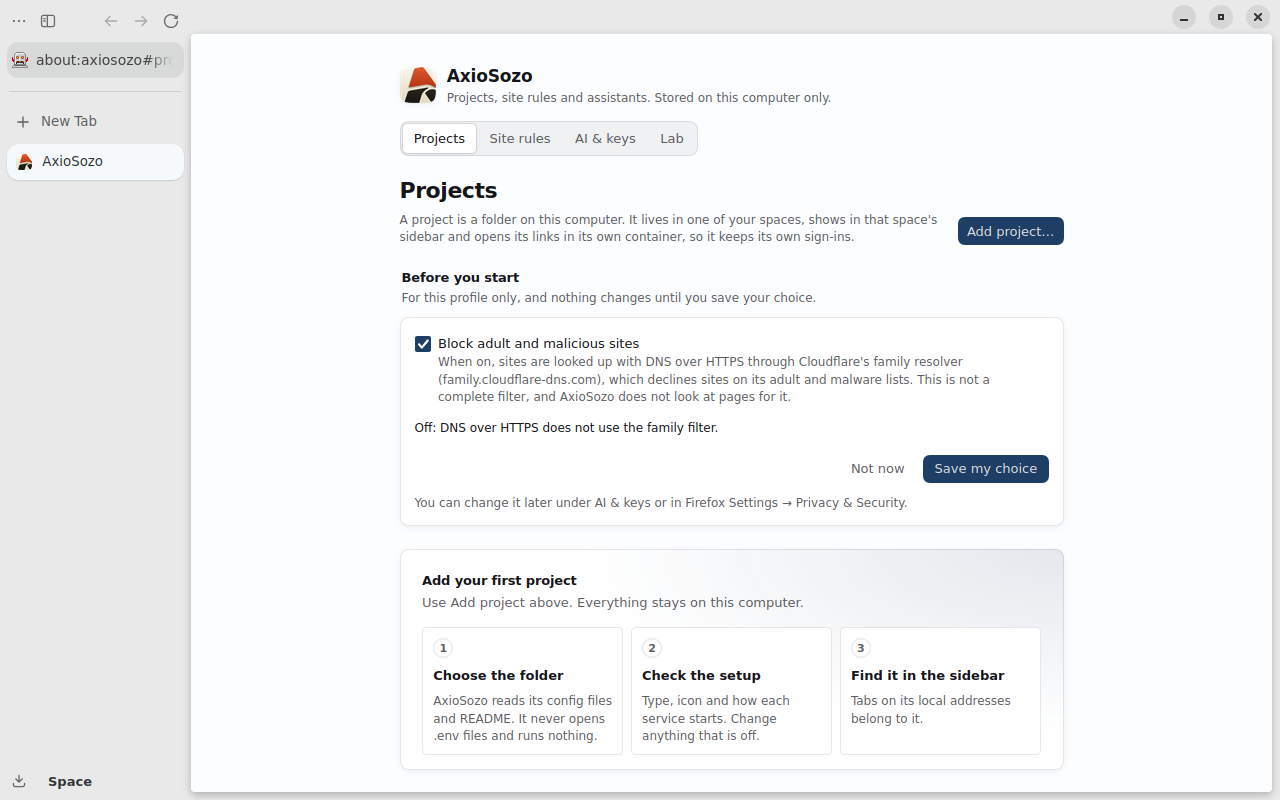 about:axiosozo#pro
New Tab
AxioSozo
Space
AxioSozo
Projects, site rules and assistants. Stored on this computer only.
Projects
Site rules
AI & keys
Lab
Projects
A project is a folder on this computer. It lives in one of your spaces, shows in that space's
sidebar and opens its links in its own container, so it keeps its own sign-ins.
Add project…
Before you start
For this profile only, and nothing changes until you save your choice.
Block adult and malicious sites
When on, sites are looked up with DNS over HTTPS through Cloudflare's family resolver
(family.cloudflare-dns.com), which declines sites on its adult and malware lists. This is not a
complete filter, and AxioSozo does not look at pages for it.
Off: DNS over HTTPS does not use the family filter.
Not now
Save my choice
You can change it later under AI & keys or in Firefox Settings → Privacy & Security.
Add your first project
Use Add project above. Everything stays on this computer.
1
Choose the folder
AxioSozo reads its config files
and README. It never opens
.env files and runs nothing.
2
Check the setup
Type, icon and how each
service starts. Change
anything that is off.
3
Find it in the sidebar
Tabs on its local addresses
belong to it.